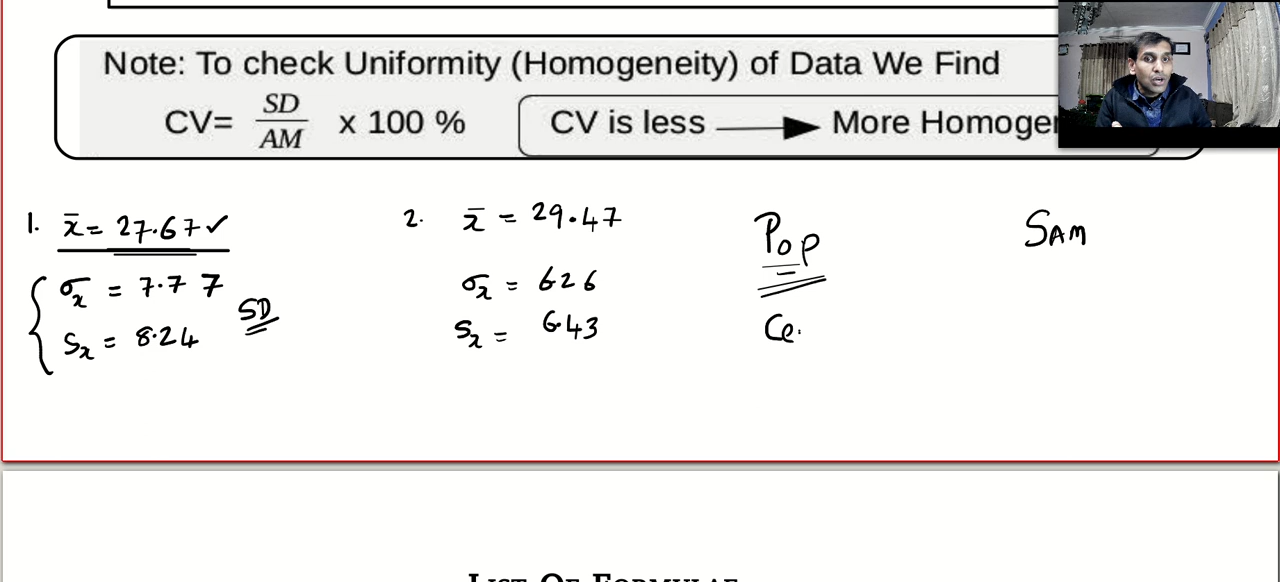 Note: To check Uniformity (Homogeneity) of Data We Find
CV= SD/AM x 100 %
CV is less → More Homogen
1. x̄ = 27.67 ✓
σx = 7.77
Sx = 8.24
SD
2. x̄ = 29.47
σx = 6.26
Sx = 6.43
Pop
Ce.
SAM
LIST OF FORMULAE